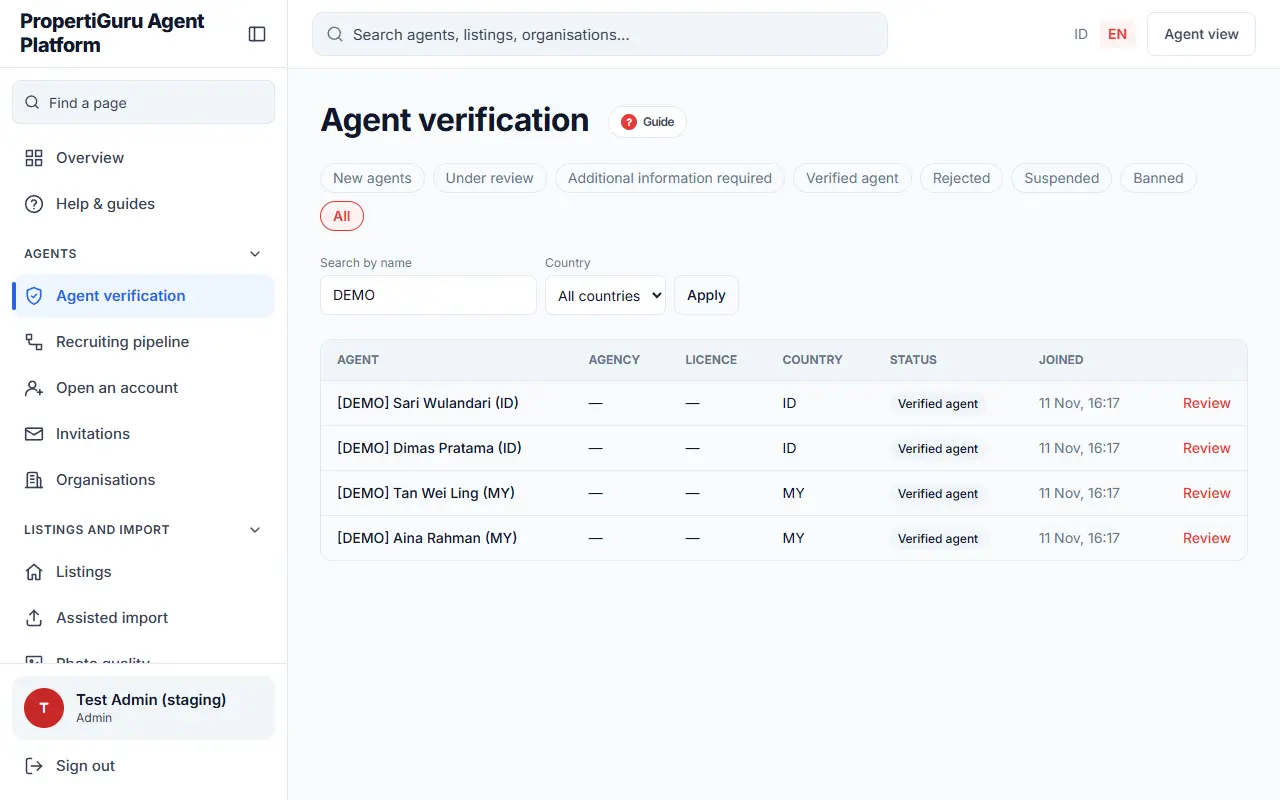 PropertiGuru Agent
Platform
Search agents, listings, organisations...
ID
EN
Agent view
Find a page
Overview
Help & guides
AGENTS
Agent verification
Recruiting pipeline
Open an account
Invitations
Organisations
LISTINGS AND IMPORT
Listings
Assisted import
Photo quality
Test Admin (staging)
T
Admin
Sign out
Agent verification
? Guide
New agents
Under review
Additional information required
Verified agent
Rejected
Suspended
Banned
All
Search by name
Country
DEMO
All countries
Apply
AGENT AGENCY LICENCE COUNTRY STATUS JOINED
[DEMO] Sari Wulandari (ID) — — ID Verified agent 11 Nov, 16:17 Review
[DEMO] Dimas Pratama (ID) — — ID Verified agent 11 Nov, 16:17 Review
[DEMO] Tan Wei Ling (MY) — — MY Verified agent 11 Nov, 16:17 Review
[DEMO] Aina Rahman (MY) — — MY Verified agent 11 Nov, 16:17 Review